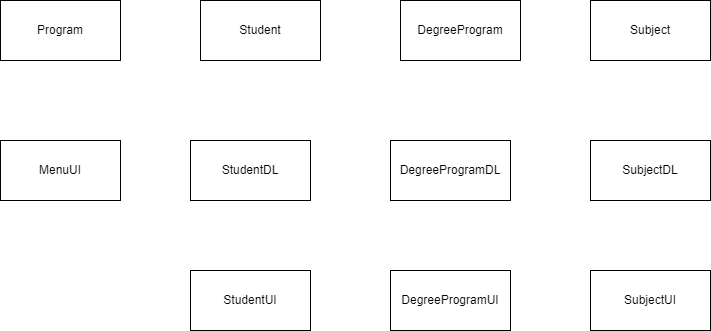 Program
Student
DegreeProgram
Subject
MenuUI
StudentDL
DegreeProgramDL
SubjectDL
StudentUI
DegreeProgramUI
SubjectUI